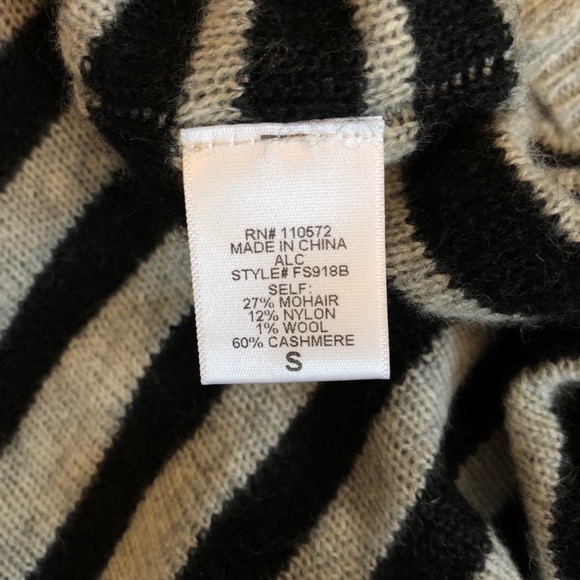 RN# 110572
MADE IN CHINA
ALC
STYLE# FS918B
SELF:
27% MOHAIR
12% NYLON
1% WOOL
60% CASHMERE
S